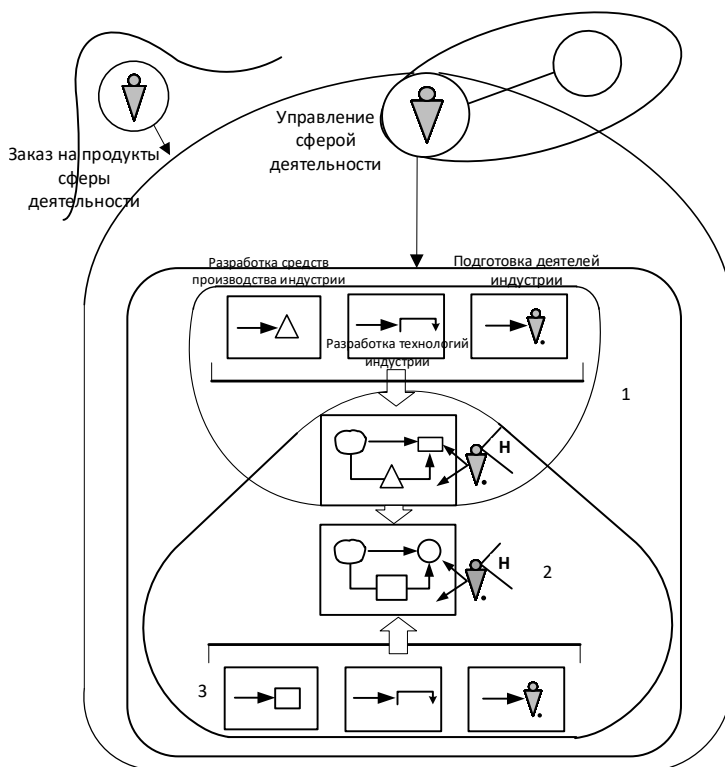 Заказ на продукты
сферы
деятельности
Управление
сферой
деятельности
Разработка средств
производства индустрии
Подготовка деятелей
индустрии
Разработка технологий
индустрии
1
Н
Н
2
3